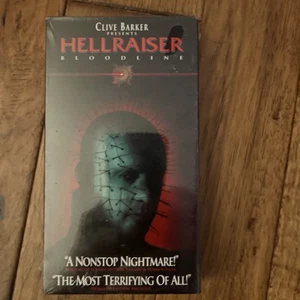 CLIVE BARKER
PRESENTS
HELLRAISER
BLOODLINE
"A NONSTOP NIGHTMARE!"
"THE MOST TERRIFYING OF ALL!"